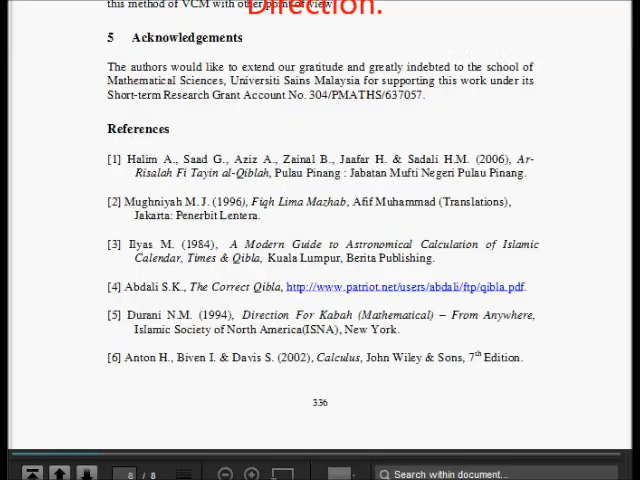 this method of VCM with other point of view
Direction.
5 Acknowledgements
The authors would like to extend our gratitude and greatly indebted to the school of
Mathematical Sciences, Universiti Sains Malaysia for supporting this work under its
Short-term Research Grant Account No. 304/PMATHS/637057.
References
[1] Halim A., Saad G., Aziz A., Zainal B., Jaafar H. & Sadali H.M. (2006), Ar-
Risalah Fi Tayin al-Qiblah, Pulau Pinang : Jabatan Mufti Negeri Pulau Pinang.
[2] Mughniyah M. J. (1996), Fiqh Lima Mazhab, Afif Muhammad (Translations),
Jakarta: Penerbit Lentera.
[3] Ilyas M. (1984), A Modern Guide to Astronomical Calculation of Islamic
Calendar, Times & Qibla, Kuala Lumpur, Berita Publishing.
[4] Abdali S.K., The Correct Qibla, http://www.patriot.net/users/abdali/ftp/qibla.pdf.
[5] Durani N.M. (1994), Direction For Kabah (Mathematical) – From Anywhere,
Islamic Society of North America(ISNA), New York.
[6] Anton H., Biven I. & Davis S. (2002), Calculus, John Wiley & Sons, 7th Edition.
336
8 / 8
Search within document...